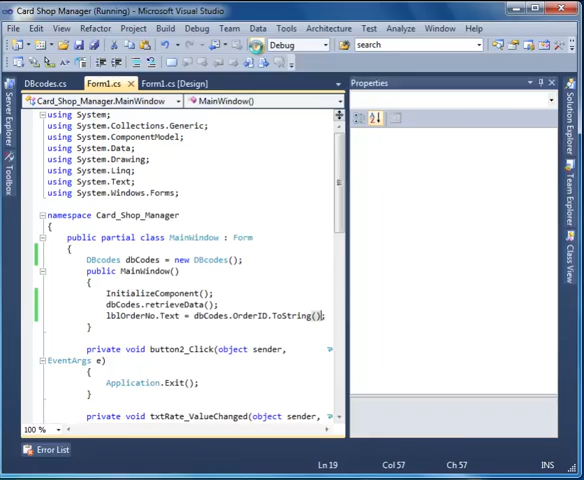 Card Shop Manager (Running) - Microsoft Visual Studio
File Edit View Refactor Project Build Debug Team Data Tools Architecture Test Analyze Window Help
Debug search
DBcodes.cs Form1.cs Form1.cs [Design]
Properties
Card_Shop_Manager.MainWindow MainWindow()
Server Explorer
Toolbox
Solution Explorer
Team Explorer
Class View
using System;
using System.Collections.Generic;
using System.ComponentModel;
using System.Data;
using System.Drawing;
using System.Linq;
using System.Text;
using System.Windows.Forms;
namespace Card_Shop_Manager
{
public partial class MainWindow : Form
{
DBcodes dbCodes = new DBcodes();
public MainWindow()
{
InitializeComponent();
dbCodes.retrieveData();
lblOrderNo.Text = dbCodes.OrderID.ToString();
}
private void button2_Click(object sender,
EventArgs e)
{
Application.Exit();
}
private void txtRate_ValueChanged(object sender,
100 %
Error List
Ln 19 Col 57 Ch 57 INS